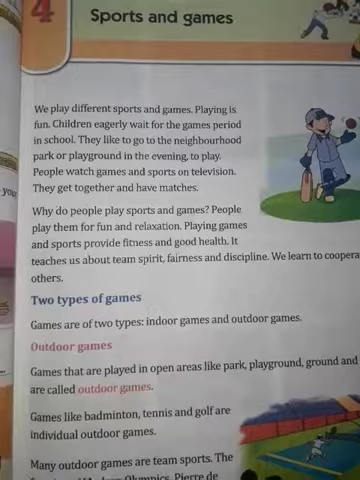 4
Sports and games
We play different sports and games. Playing is
fun. Children eagerly wait for the games period
in school. They like to go to the neighbourhood
park or playground in the evening, to play.
People watch games and sports on television.
They get together and have matches.
Why do people play sports and games? People
play them for fun and relaxation. Playing games
and sports provide fitness and good health. It
teaches us about team spirit, fairness and discipline. We learn to coopera
others.
Two types of games
Games are of two types: indoor games and outdoor games.
Outdoor games
Games that are played in open areas like park, playground, ground and
are called outdoor games.
Games like badminton, tennis and golf are
individual outdoor games.
Many outdoor games are team sports. The
Olympics. Pierre de